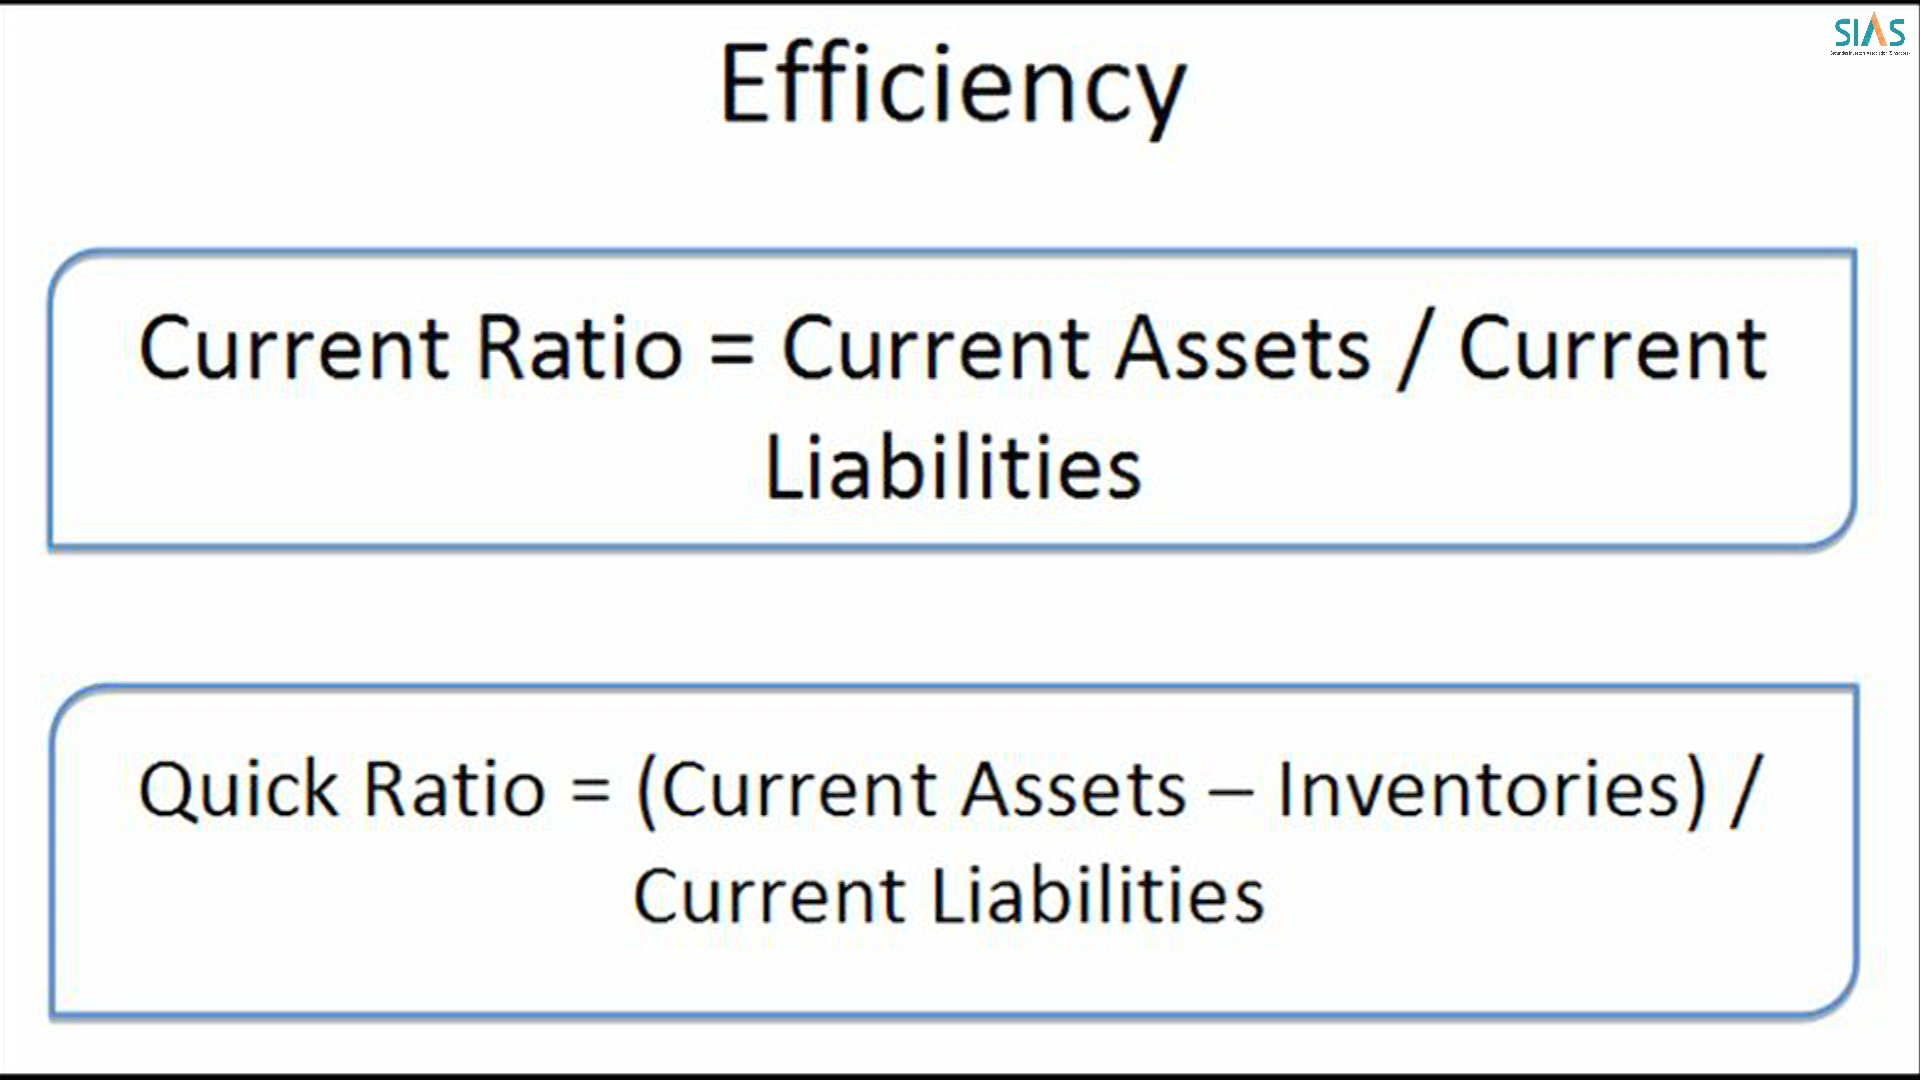 SIAS
Efficiency
Current Ratio = Current Assets / Current
Liabilities
Quick Ratio = (Current Assets – Inventories) /
Current Liabilities